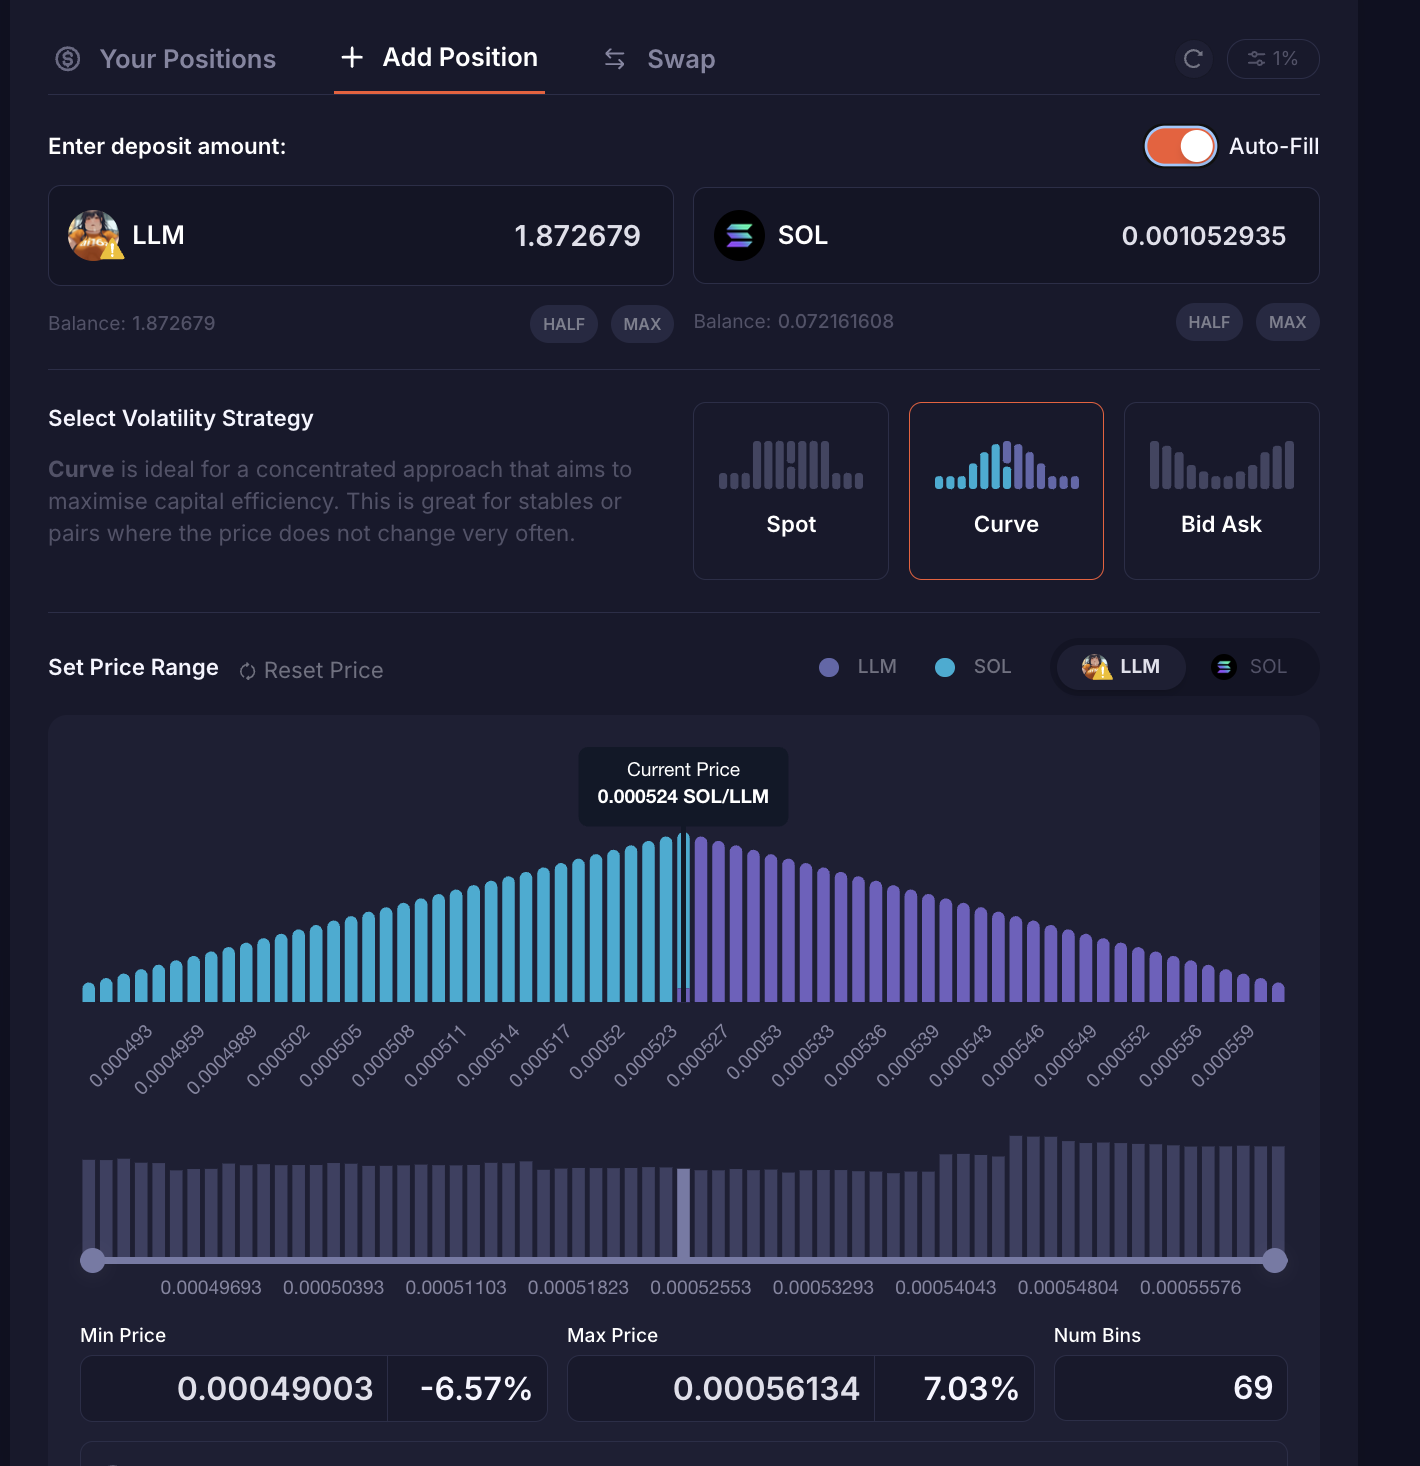 Your Positions
Add Position
Swap
1%
Enter deposit amount:
Auto-Fill
LLM
1.872679
SOL
0.001052935
Balance: 1.872679
HALF
MAX
Balance: 0.072161608
HALF
MAX
Select Volatility Strategy
Curve is ideal for a concentrated approach that aims to
maximise capital efficiency. This is great for stables or
pairs where the price does not change very often.
Spot
Curve
Bid Ask
Set Price Range
Reset Price
LLM
SOL
LLM
SOL
Current Price
0.000524 SOL/LLM
0.000493
0.0004959
0.0004989
0.000502
0.000505
0.000508
0.000511
0.000514
0.000517
0.00052
0.000523
0.000527
0.00053
0.000533
0.000536
0.000539
0.000543
0.000546
0.000549
0.000552
0.000556
0.000559
0.00049693
0.00050393
0.00051103
0.00051823
0.00052553
0.00053293
0.00054043
0.00054804
0.00055576
Min Price
Max Price
Num Bins
0.00049003
-6.57%
0.00056134
7.03%
69